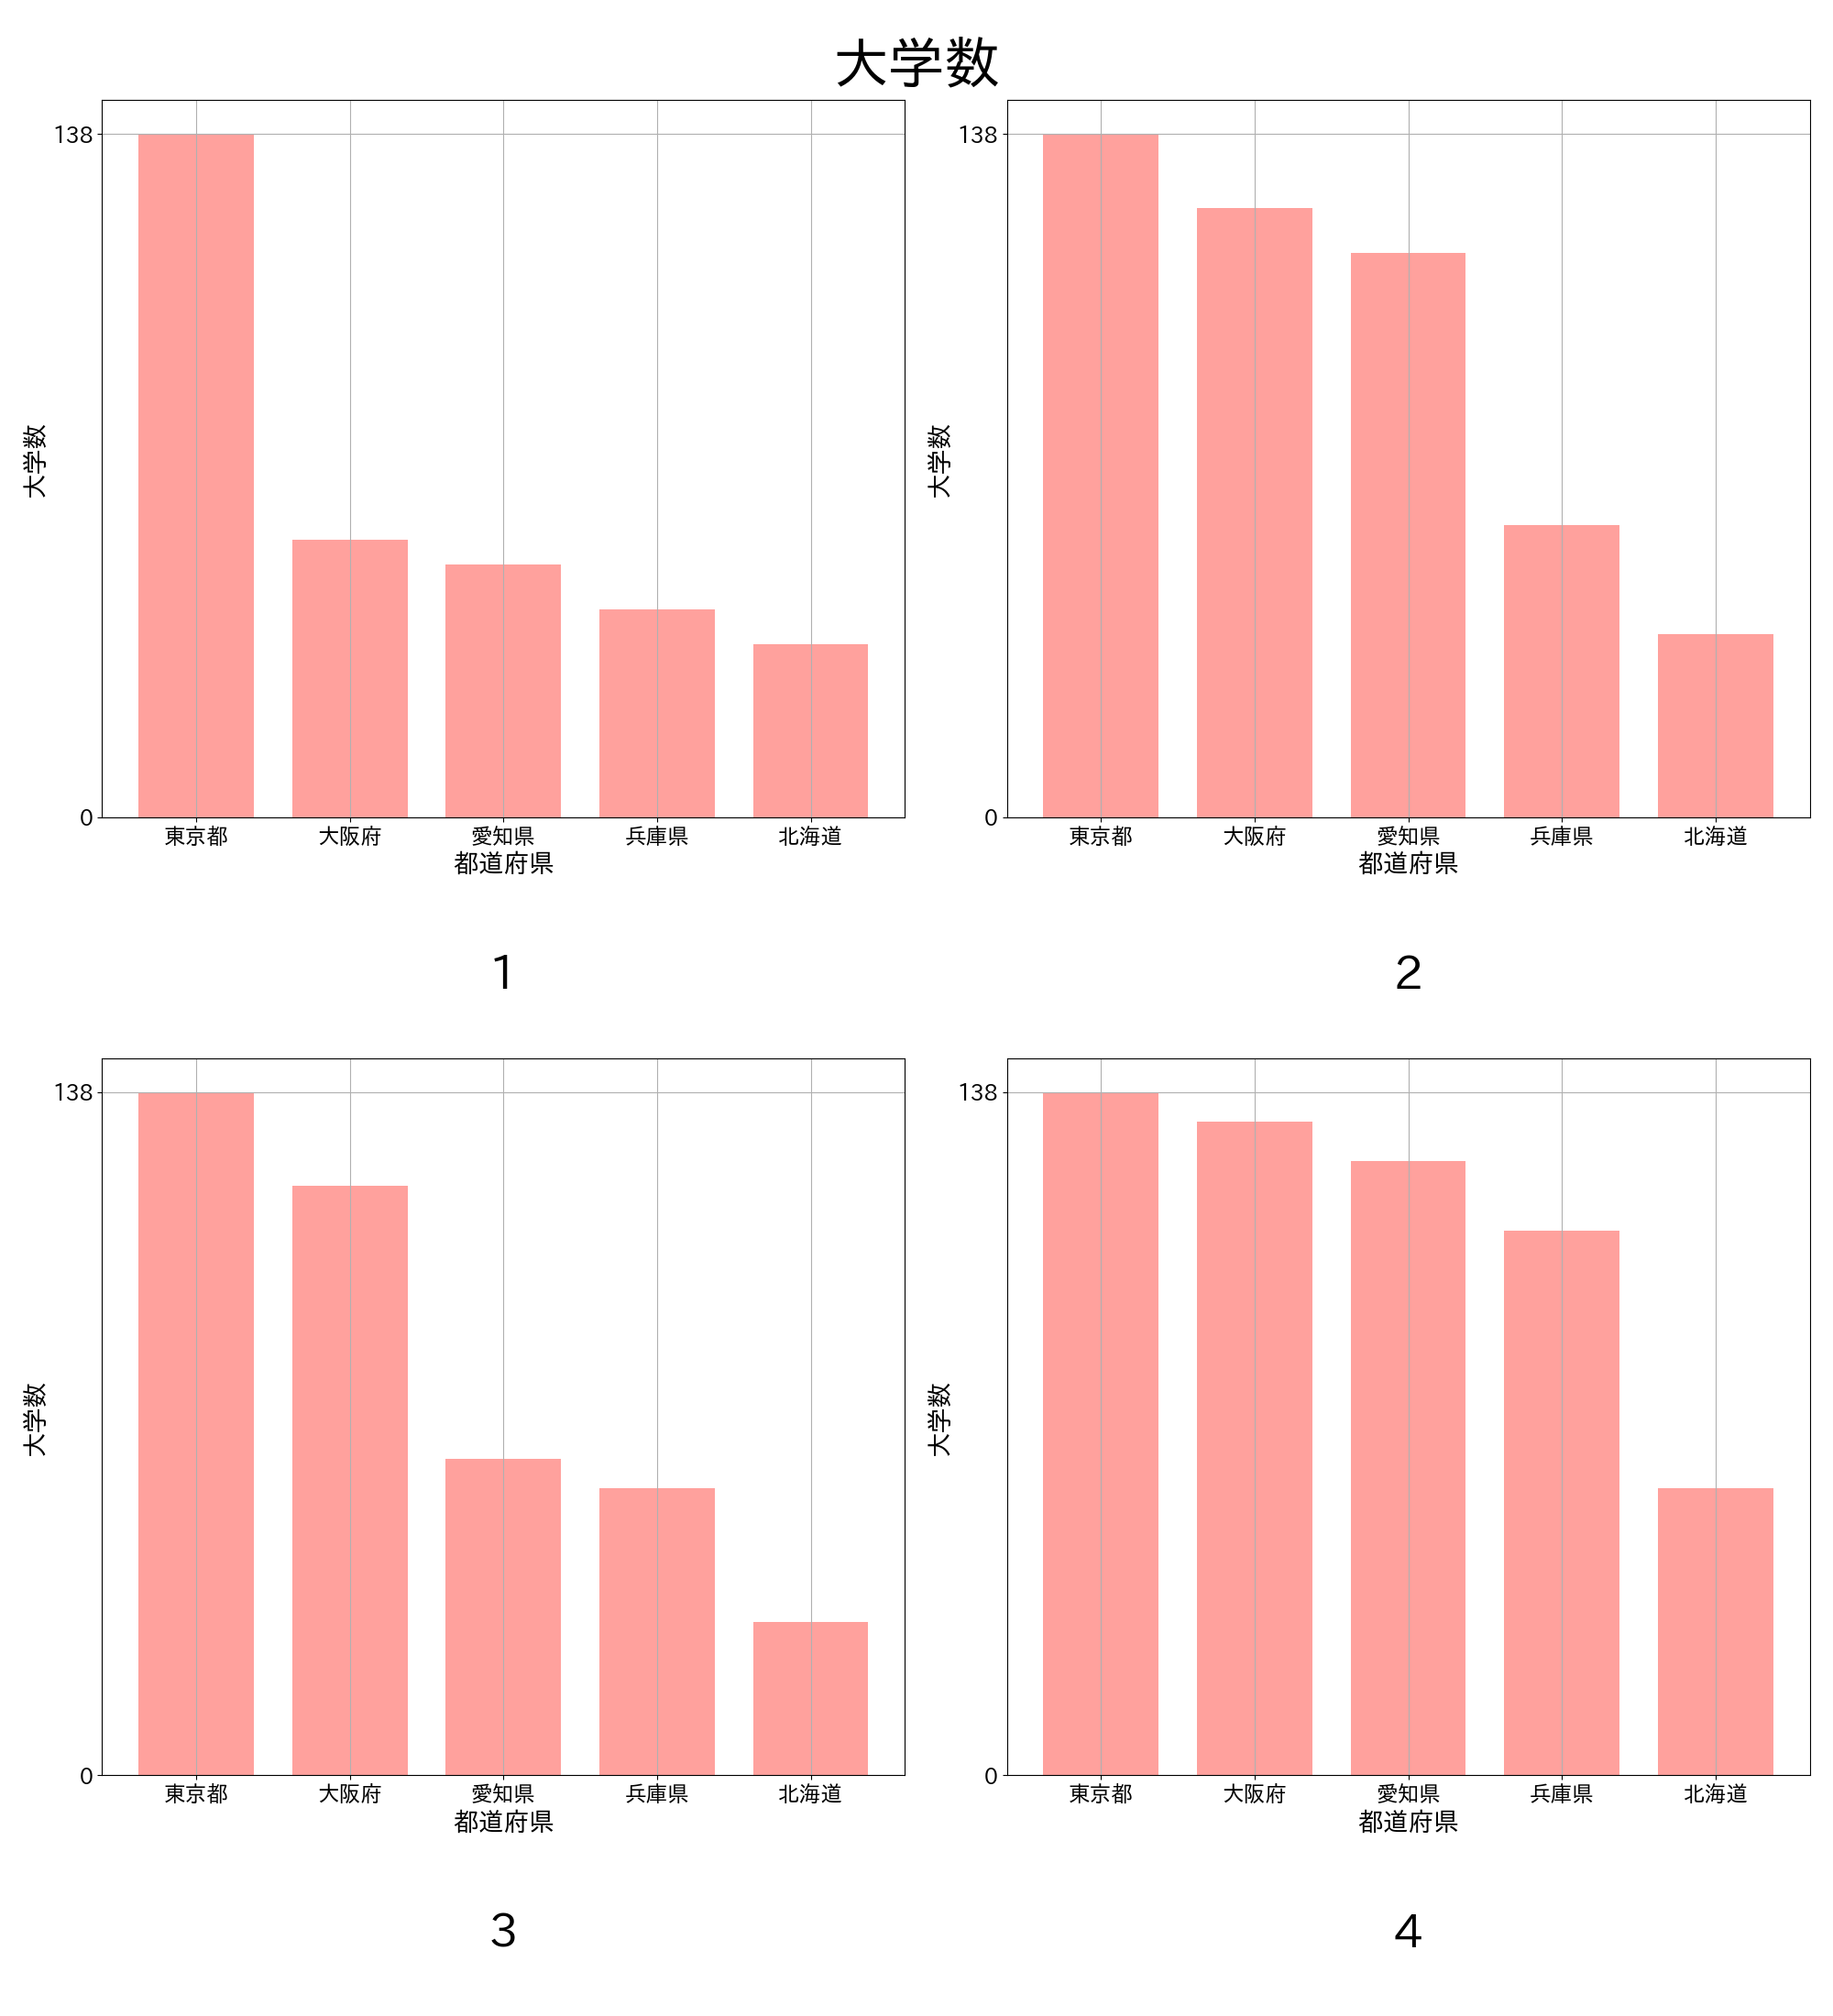 大学数
138
0
大学数
東京都 大阪府 愛知県 兵庫県 北海道
都道府県
1
138
0
大学数
東京都 大阪府 愛知県 兵庫県 北海道
都道府県
2
138
0
大学数
東京都 大阪府 愛知県 兵庫県 北海道
都道府県
3
138
0
大学数
東京都 大阪府 愛知県 兵庫県 北海道
都道府県
4